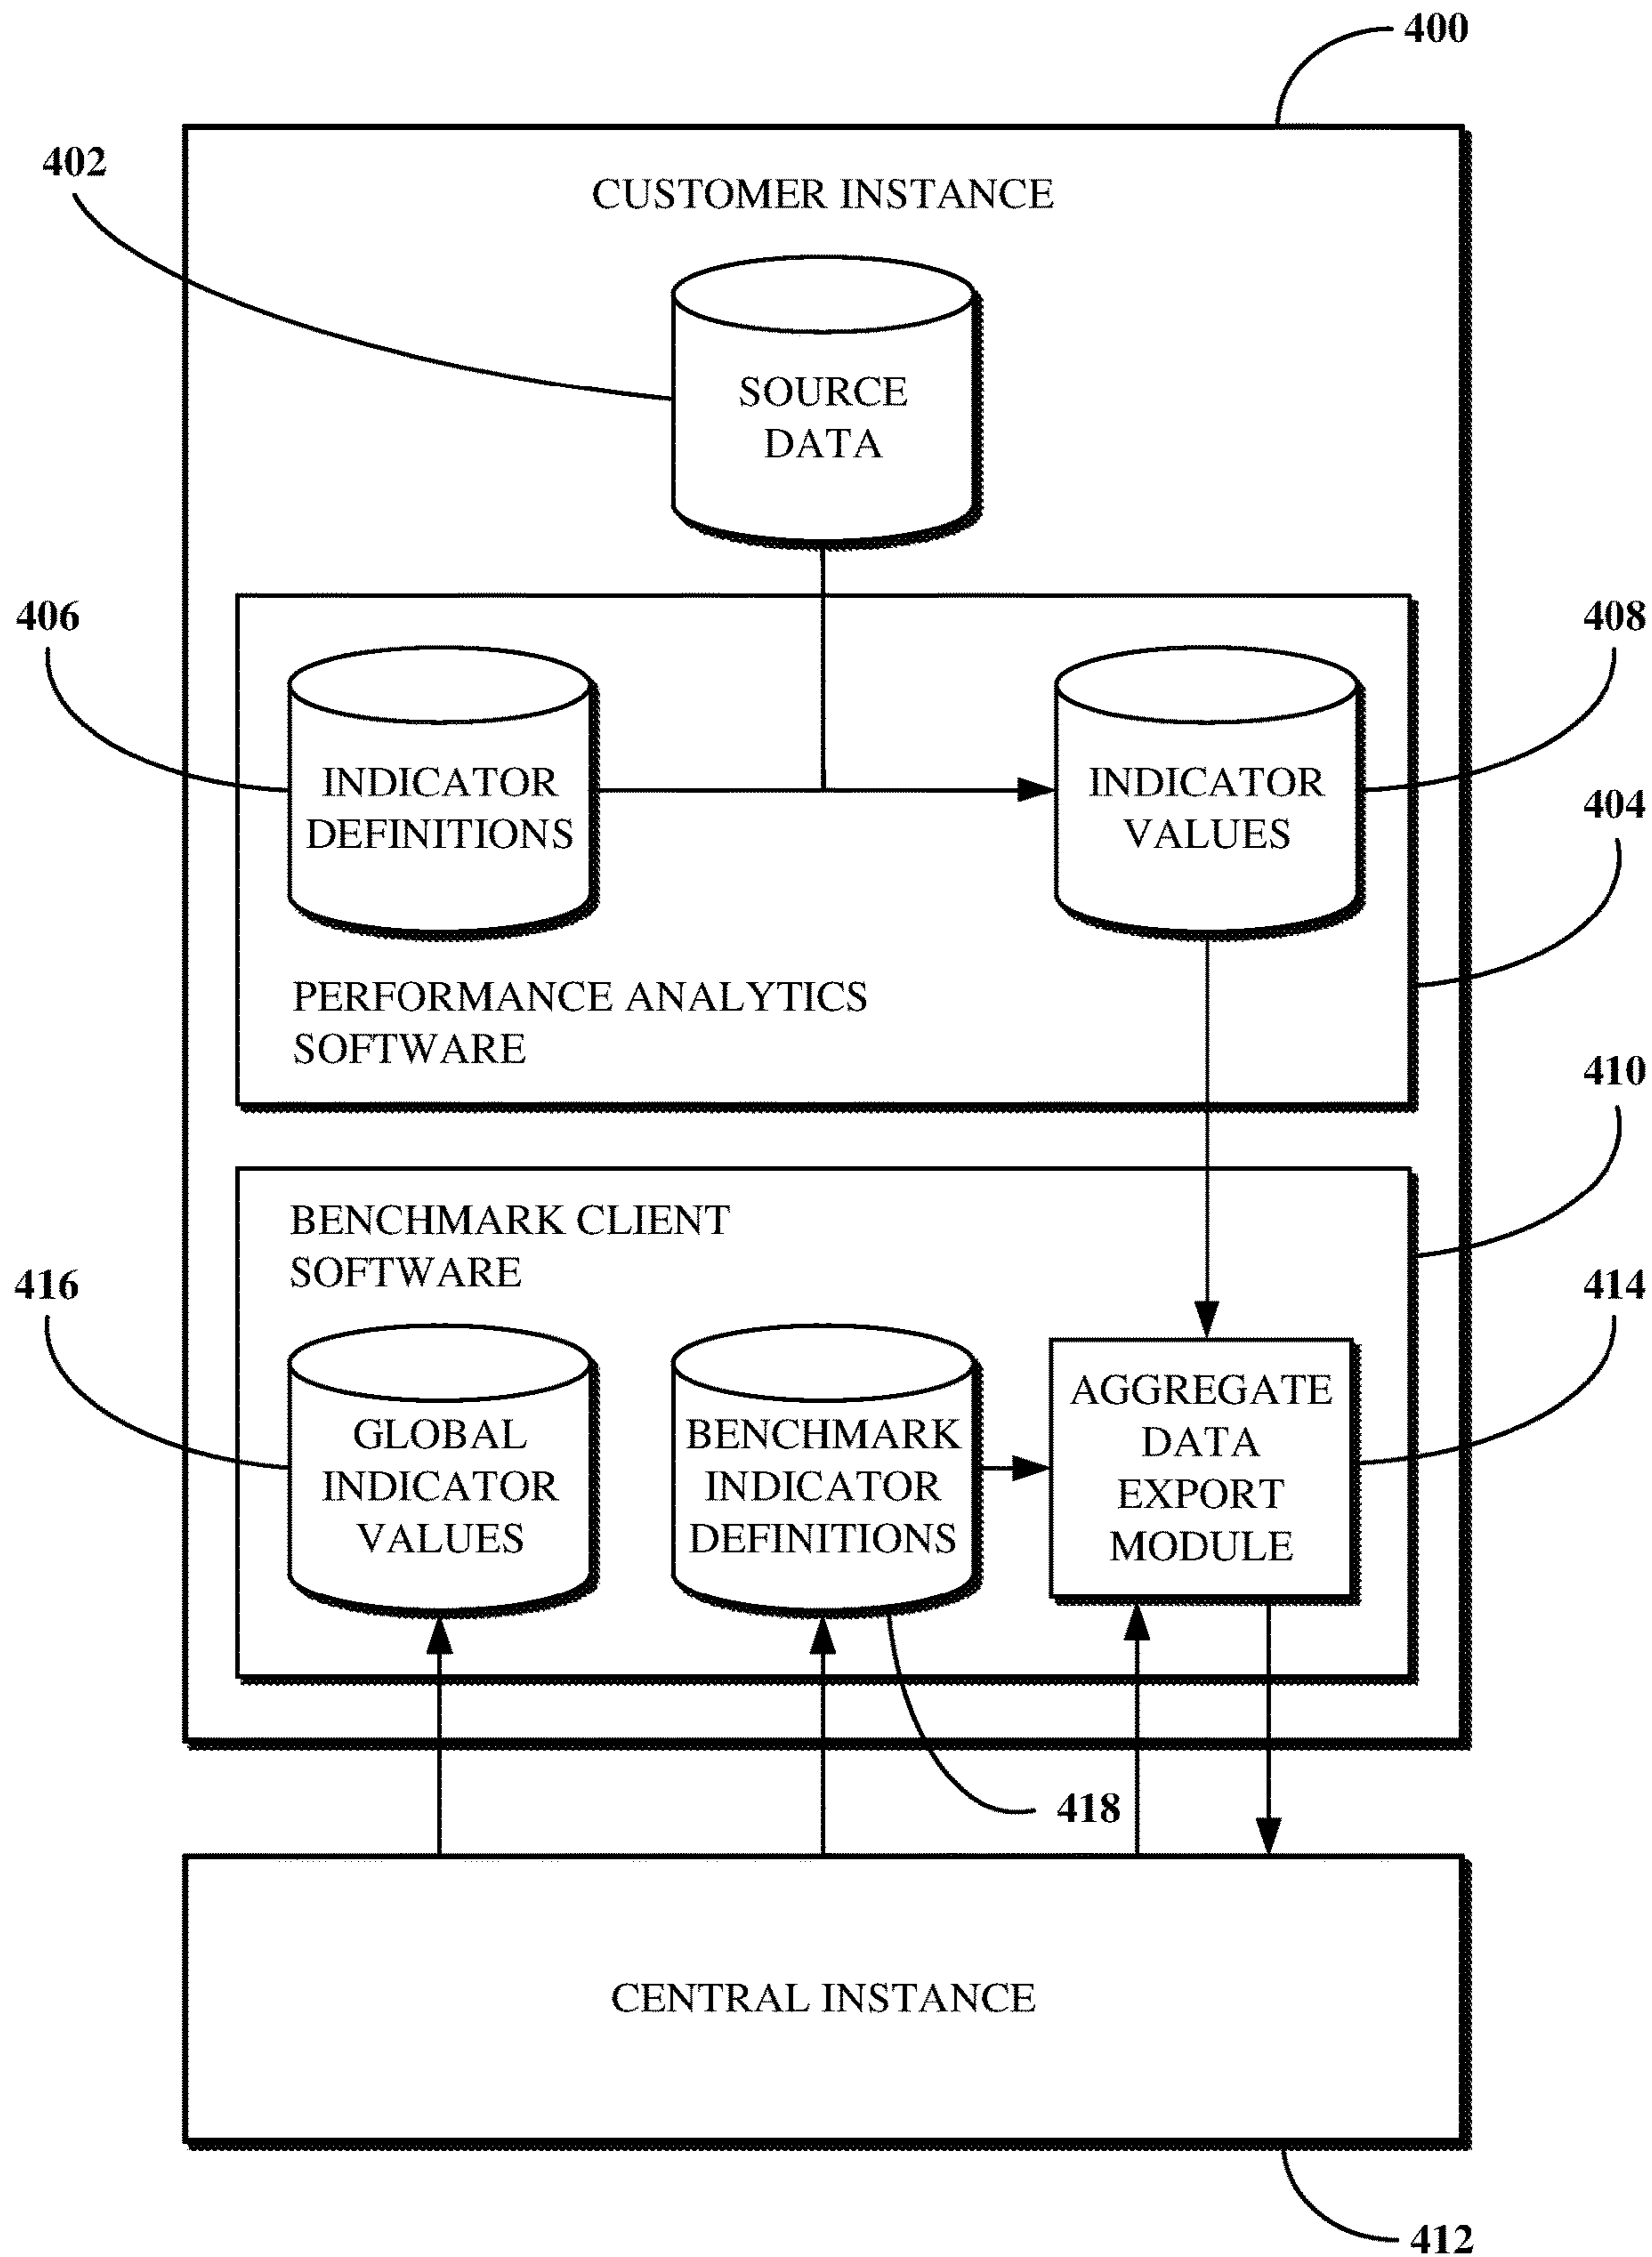 400
402
CUSTOMER INSTANCE
SOURCE
DATA
406
408
INDICATOR
DEFINITIONS
INDICATOR
VALUES
404
PERFORMANCE ANALYTICS
SOFTWARE
410
BENCHMARK CLIENT
SOFTWARE
416
414
GLOBAL
INDICATOR
VALUES
BENCHMARK
INDICATOR
DEFINITIONS
AGGREGATE
DATA
EXPORT
MODULE
418
CENTRAL INSTANCE
412